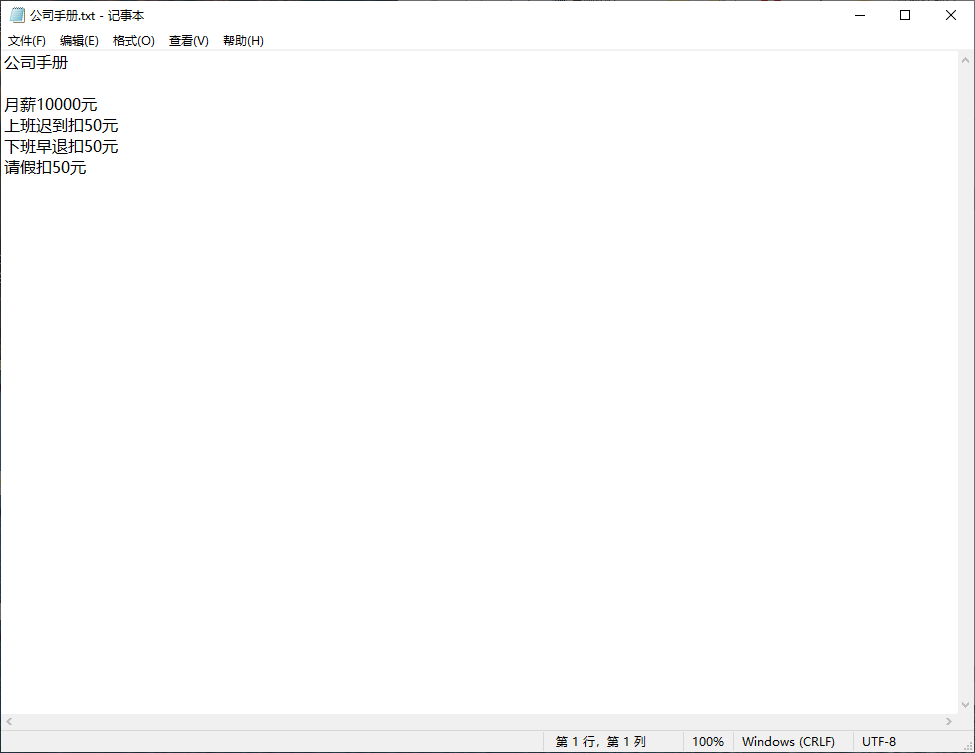 公司手册.txt - 记事本
文件(F) 编辑(E) 格式(O) 查看(V) 帮助(H)
公司手册
月薪10000元
上班迟到扣50元
下班早退扣50元
请假扣50元
第 1 行，第 1 列 100% Windows (CRLF) UTF-8